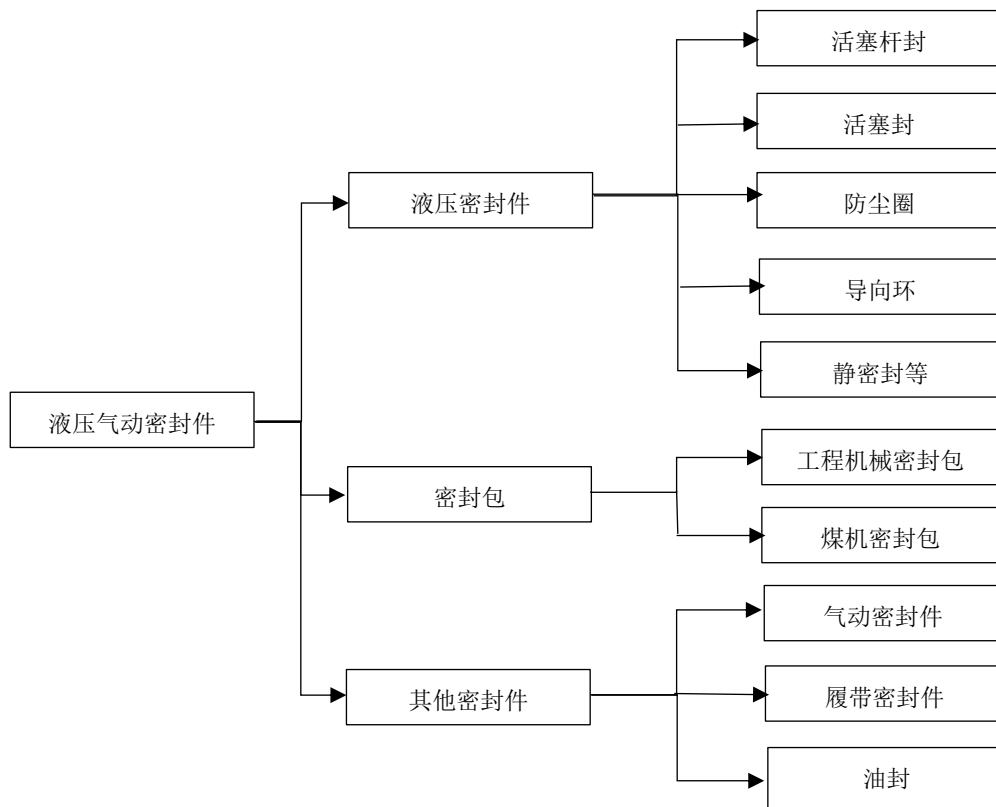 活塞杆封
活塞封
液压密封件
防尘圈
导向环
静密封等
液压气动密封件
工程机械密封包
密封包
煤机密封包
气动密封件
其他密封件
履带密封件
油封